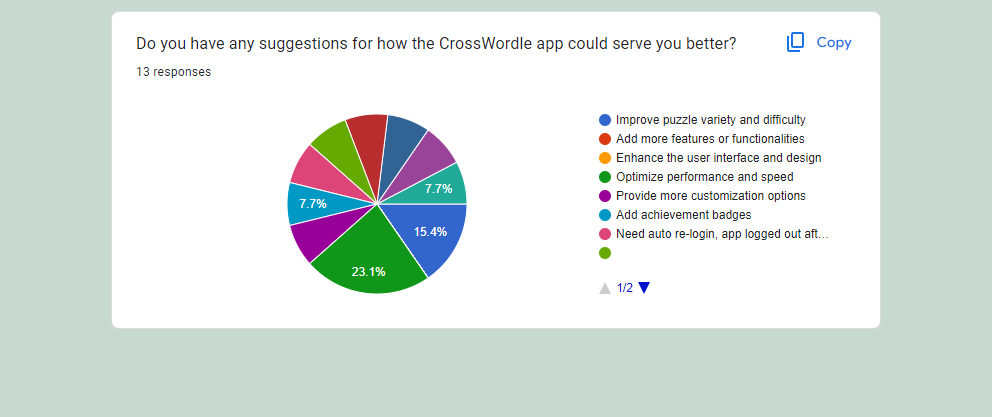 Do you have any suggestions for how the CrossWordle app could serve you better?
Copy
13 responses
7.7%
7.7%
15.4%
23.1%
Improve puzzle variety and difficulty
Add more features or functionalities
Enhance the user interface and design
Optimize performance and speed
Provide more customization options
Add achievement badges
Need auto re-login, app logged out aft…
1/2